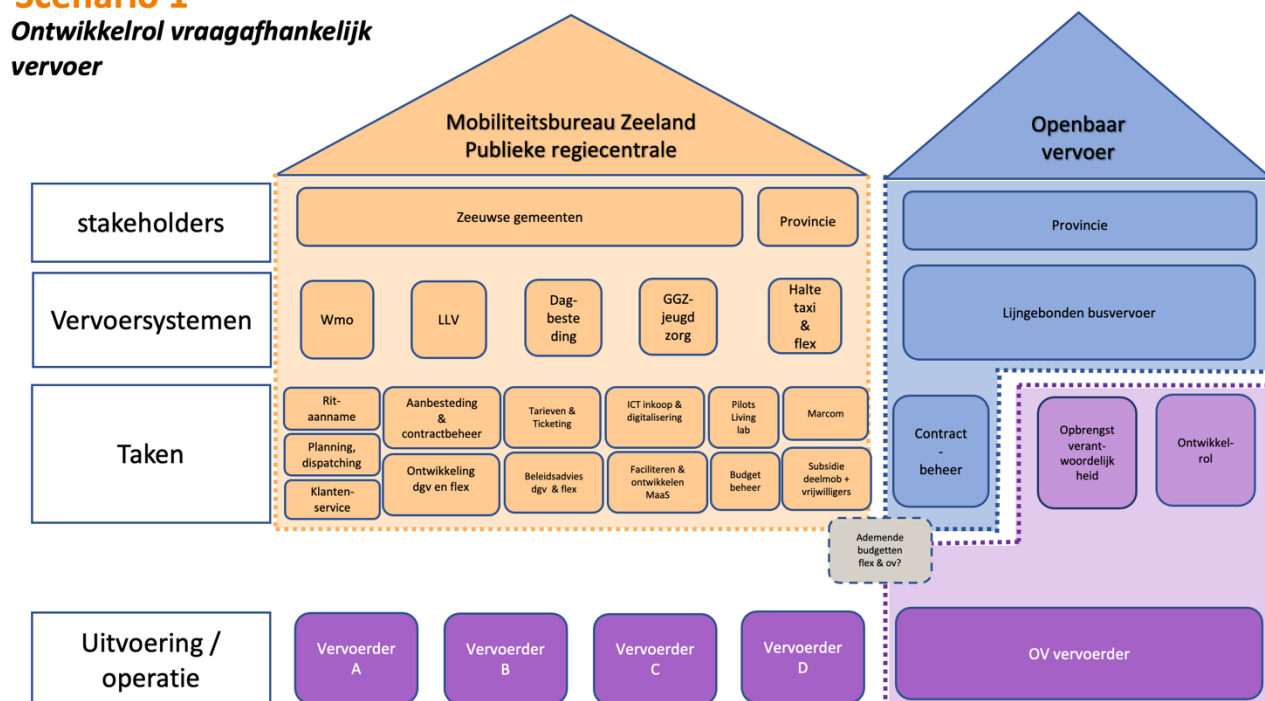 Scenario 1
Ontwikkelrol vraagafhankelijk
vervoer
Mobiliteitsbureau Zeeland
Publieke regiecentrale
Openbaar
vervoer
stakeholders
Zeeuwse gemeenten
Provincie
Provincie
Vervoersystemen
Wmo
LLV
Dag-
beste
ding
GGZ-
jeugd
zorg
Halte
taxi
&
flex
Lijngebonden busvervoer
Taken
Rit-
aanname
Planning,
dispatching
Klanten-
service
Aanbesteding
&
contractbeheer
Ontwikkeling
dgv en flex
Tarieven &
Ticketing
Beleidsadvies
dgv & flex
ICT inkoop &
digitalisering
Faciliteren &
ontwikkelen
MaaS
Pilots
Living
lab
Budget
beheer
Marcom
Subsidie
deelmob +
vrijwilligers
Contract
-
beheer
Opbrengst
verant-
woordelijk
heid
Ontwikkel-
rol
Ademende
budgetten
flex & ov?
Uitvoering /
operatie
Vervoerder
A
Vervoerder
B
Vervoerder
C
Vervoerder
D
OV vervoerder